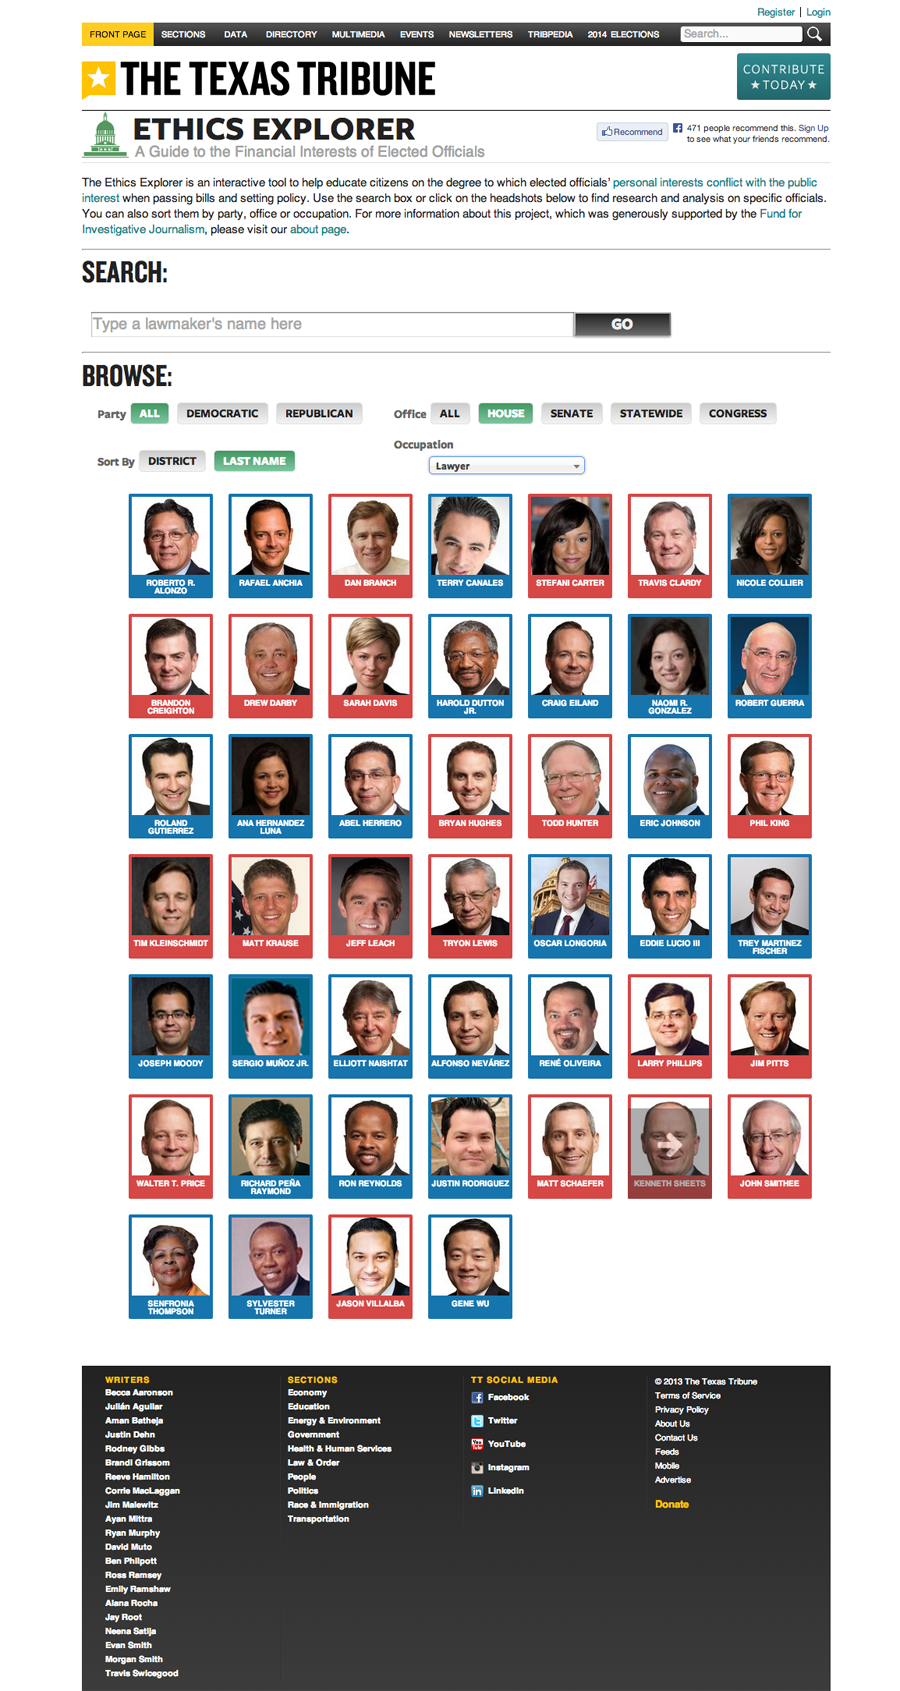 Register | Login
FRONT PAGE SECTIONS DATA DIRECTORY MULTIMEDIA EVENTS NEWSLETTERS TRIBPEDIA 2014 ELECTIONS Search...
THE TEXAS TRIBUNE
CONTRIBUTE
★TODAY★
ETHICS EXPLORER
A Guide to the Financial Interests of Elected Officials
Recommend
471 people recommend this. Sign Up
to see what your friends recommend.
The Ethics Explorer is an interactive tool to help educate citizens on the degree to which elected officials' personal interests conflict with the public
interest when passing bills and setting policy. Use the search box or click on the headshots below to find research and analysis on specific officials.
You can also sort them by party, office or occupation. For more information about this project, which was generously supported by the Fund for
Investigative Journalism, please visit our about page.
SEARCH:
Type a lawmaker's name here GO
BROWSE:
Party ALL DEMOCRATIC REPUBLICAN
Office ALL HOUSE SENATE STATEWIDE CONGRESS
Sort By DISTRICT LAST NAME
Occupation
Lawyer
ROBERTO R.
ALONZO
RAFAEL ANCHIA
DAN BRANCH
TERRY CANALES
STEFANI CARTER
TRAVIS CLARDY
NICOLE COLLIER
BRANDON
CREIGHTON
DREW DARBY
SARAH DAVIS
HAROLD DUTTON
JR.
CRAIG EILAND
NAOMI R.
GONZALEZ
ROBERT GUERRA
ROLAND
GUTIERREZ
ANA HERNANDEZ
LUNA
ABEL HERRERO
BRYAN HUGHES
TODD HUNTER
ERIC JOHNSON
PHIL KING
TIM KLEINSCHMIDT
MATT KRAUSE
JEFF LEACH
TRYON LEWIS
OSCAR LONGORIA
EDDIE LUCIO III
TREY MARTINEZ
FISCHER
JOSEPH MOODY
SERGIO MUÑOZ JR.
ELLIOTT NAISHTAT
ALFONSO NEVÁREZ
RENÉ OLIVEIRA
LARRY PHILLIPS
JIM PITTS
WALTER T. PRICE
RICHARD PEÑA
RAYMOND
RON REYNOLDS
JUSTIN RODRIGUEZ
MATT SCHAEFER
KENNETH SHEETS
JOHN SMITHEE
SENFRONIA
THOMPSON
SYLVESTER
TURNER
JASON VILLALBA
GENE WU
WRITERS
Becca Aaronson
Julián Aguilar
Aman Batheja
Justin Dehn
Rodney Gibbs
Brandi Grissom
Reeve Hamilton
Corrie MacLaggan
Jim Malewitz
Ayan Mittra
Ryan Murphy
David Muto
Ben Philpott
Ross Ramsey
Emily Ramshaw
Alana Rocha
Jay Root
Neena Satija
Evan Smith
Morgan Smith
Travis Swicegood
SECTIONS
Economy
Education
Energy & Environment
Government
Health & Human Services
Law & Order
People
Politics
Race & Immigration
Transportation
TT SOCIAL MEDIA
Facebook
Twitter
YouTube
Instagram
LinkedIn
© 2013 The Texas Tribune
Terms of Service
Privacy Policy
About Us
Contact Us
Feeds
Mobile
Advertise
Donate